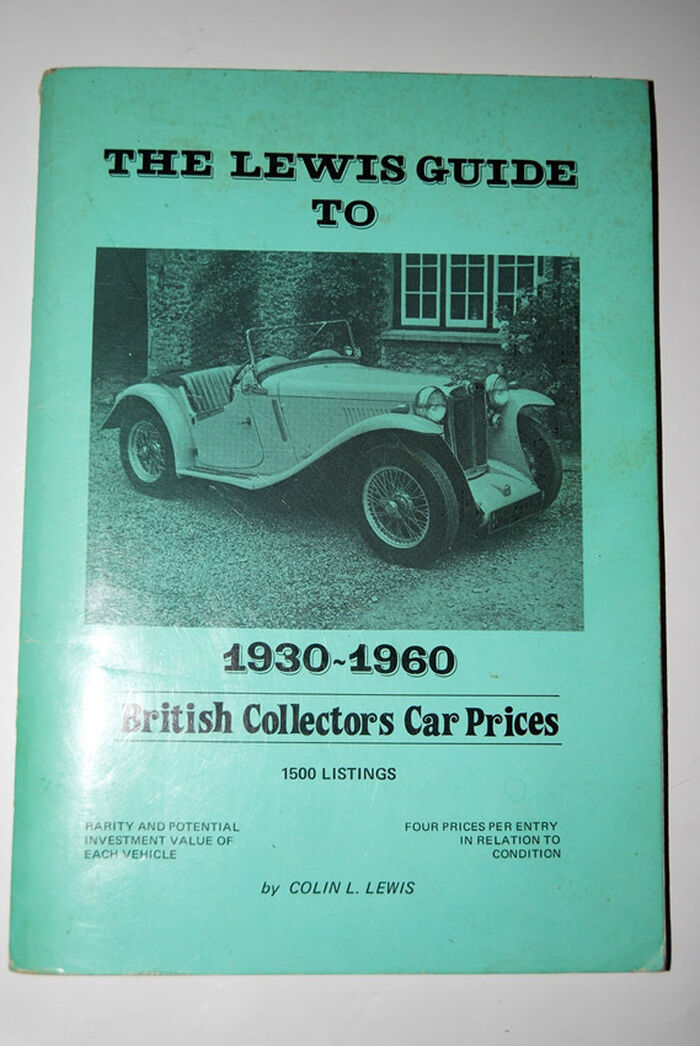 THE LEWIS GUIDE
TO
1930~1960
British Collectors Car Prices
1500 LISTINGS
RARITY AND POTENTIAL
INVESTMENT VALUE OF
EACH VEHICLE
FOUR PRICES PER ENTRY
IN RELATION TO
CONDITION
by COLIN L. LEWIS